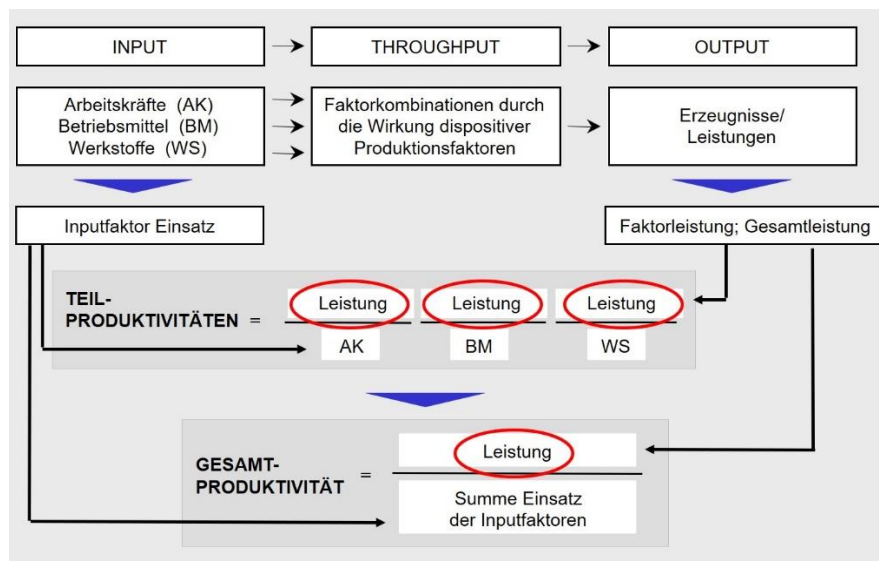 INPUT
THROUGHPUT
OUTPUT
Arbeitskräfte (AK)
Betriebsmittel (BM)
Werkstoffe (WS)
Faktorkombinationen durch
die Wirkung dispositiver
Produktionsfaktoren
Erzeugnisse/
Leistungen
Inputfaktor Einsatz
Faktorleistung; Gesamtleistung
TEIL-
PRODUKTIVITÄTEN =
Leistung
AK
Leistung
BM
Leistung
WS
GESAMT-
PRODUKTIVITÄT =
Leistung
Summe Einsatz
der Inputfaktoren